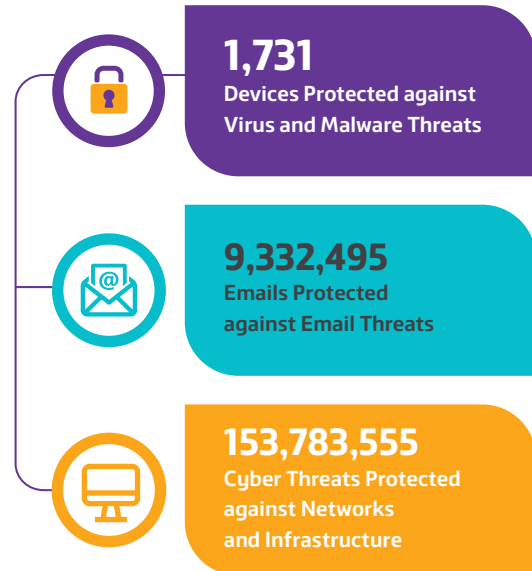 1,731
Devices Protected against
Virus and Malware Threats
@
9,332,495
Emails Protected
against Email Threats
153,783,555
Cyber Threats Protected
against Networks
and Infrastructure